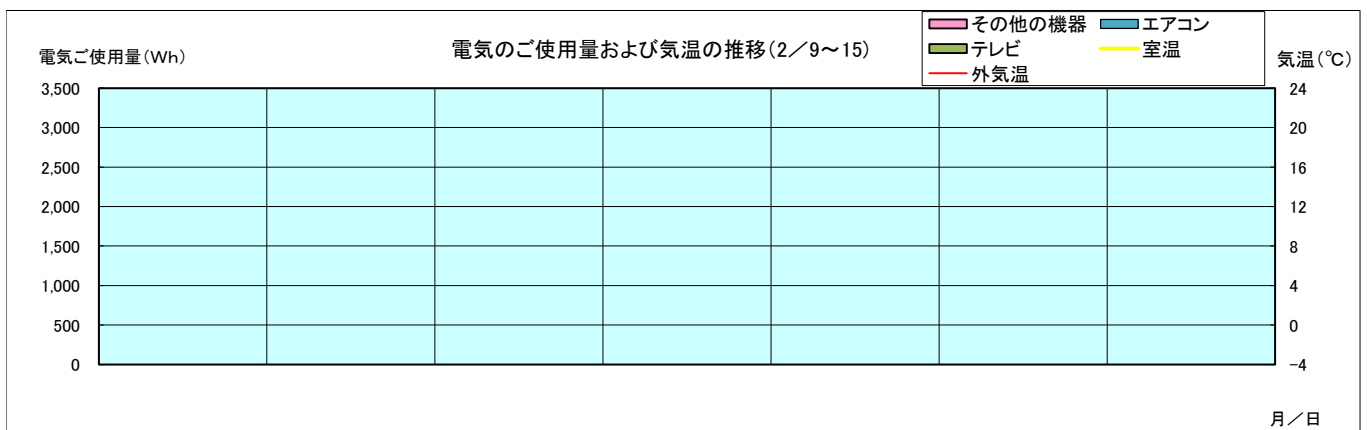 電気のご使用量および気温の推移(2／9～15)
その他の機器 エアコン
テレビ 室温
外気温
電気ご使用量(Wh)
気温(℃)
3,500
3,000
2,500
2,000
1,500
1,000
500
0
24
20
16
12
8
4
0
-4
月／日